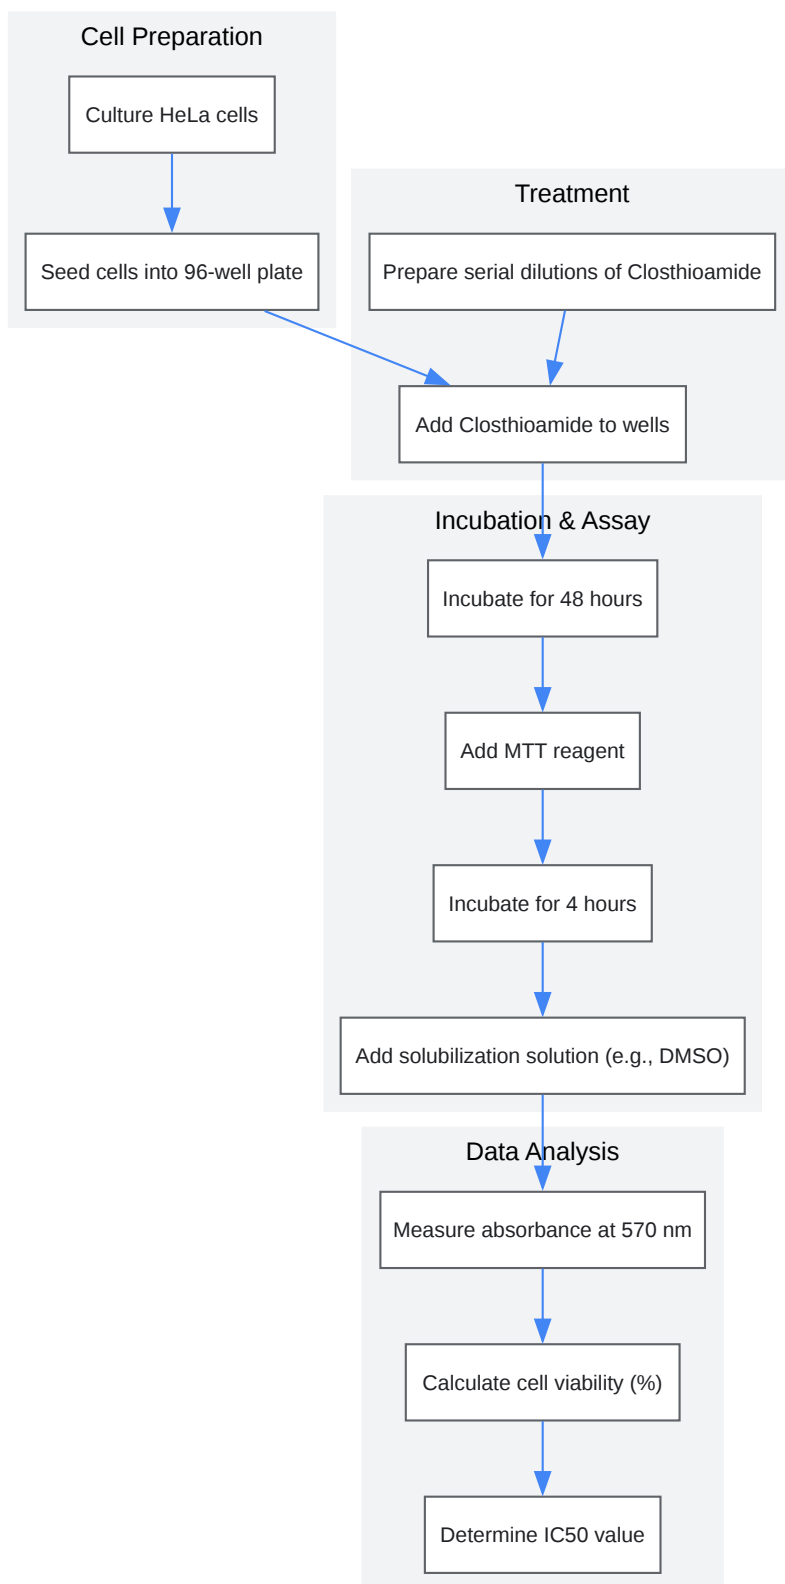 Cell Preparation
Culture HeLa cells
Seed cells into 96-well plate
Treatment
Prepare serial dilutions of Closthioamide
Add Closthioamide to wells
Incubation & Assay
Incubate for 48 hours
Add MTT reagent
Incubate for 4 hours
Add solubilization solution (e.g., DMSO)
Data Analysis
Measure absorbance at 570 nm
Calculate cell viability (%)
Determine IC50 value